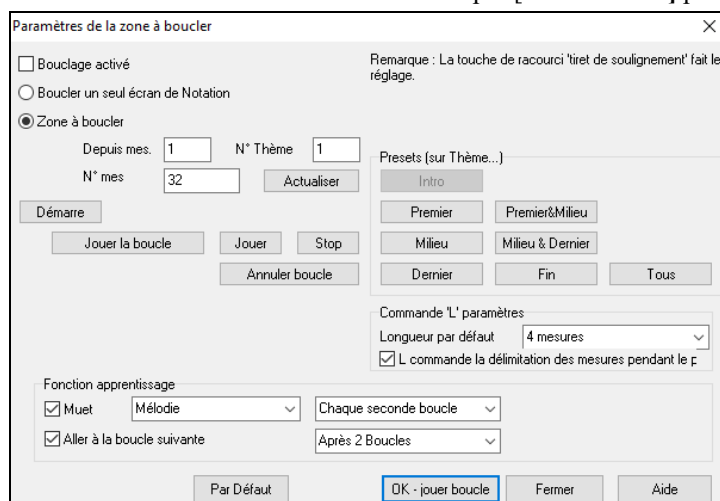 Paramètres de la zone à boucler
Bouclage activé
Remarque : La touche de racourci 'tiret de soulignement' fait le
réglage.
Boucler un seul écran de Notation
Zone à boucler
Depuis mes. 1 N° Thème 1
N° mes 32 Actualiser
Démarre
Jouer la boucle Jouer Stop
Annuler boucle
Presets (sur Thème...)
Intro
Premier Premier&Milieu
Milieu Milieu & Dernier
Dernier Fin Tous
Commande 'L' paramètres
Longueur par défaut 4 mesures
L commande la délimitation des mesures pendant le
Fonction apprentissage
Muet Mélodie Chaque seconde boucle
Aller à la boucle suivante Après 2 Boucles
Par Défaut OK - jouer boucle Fermer Aide